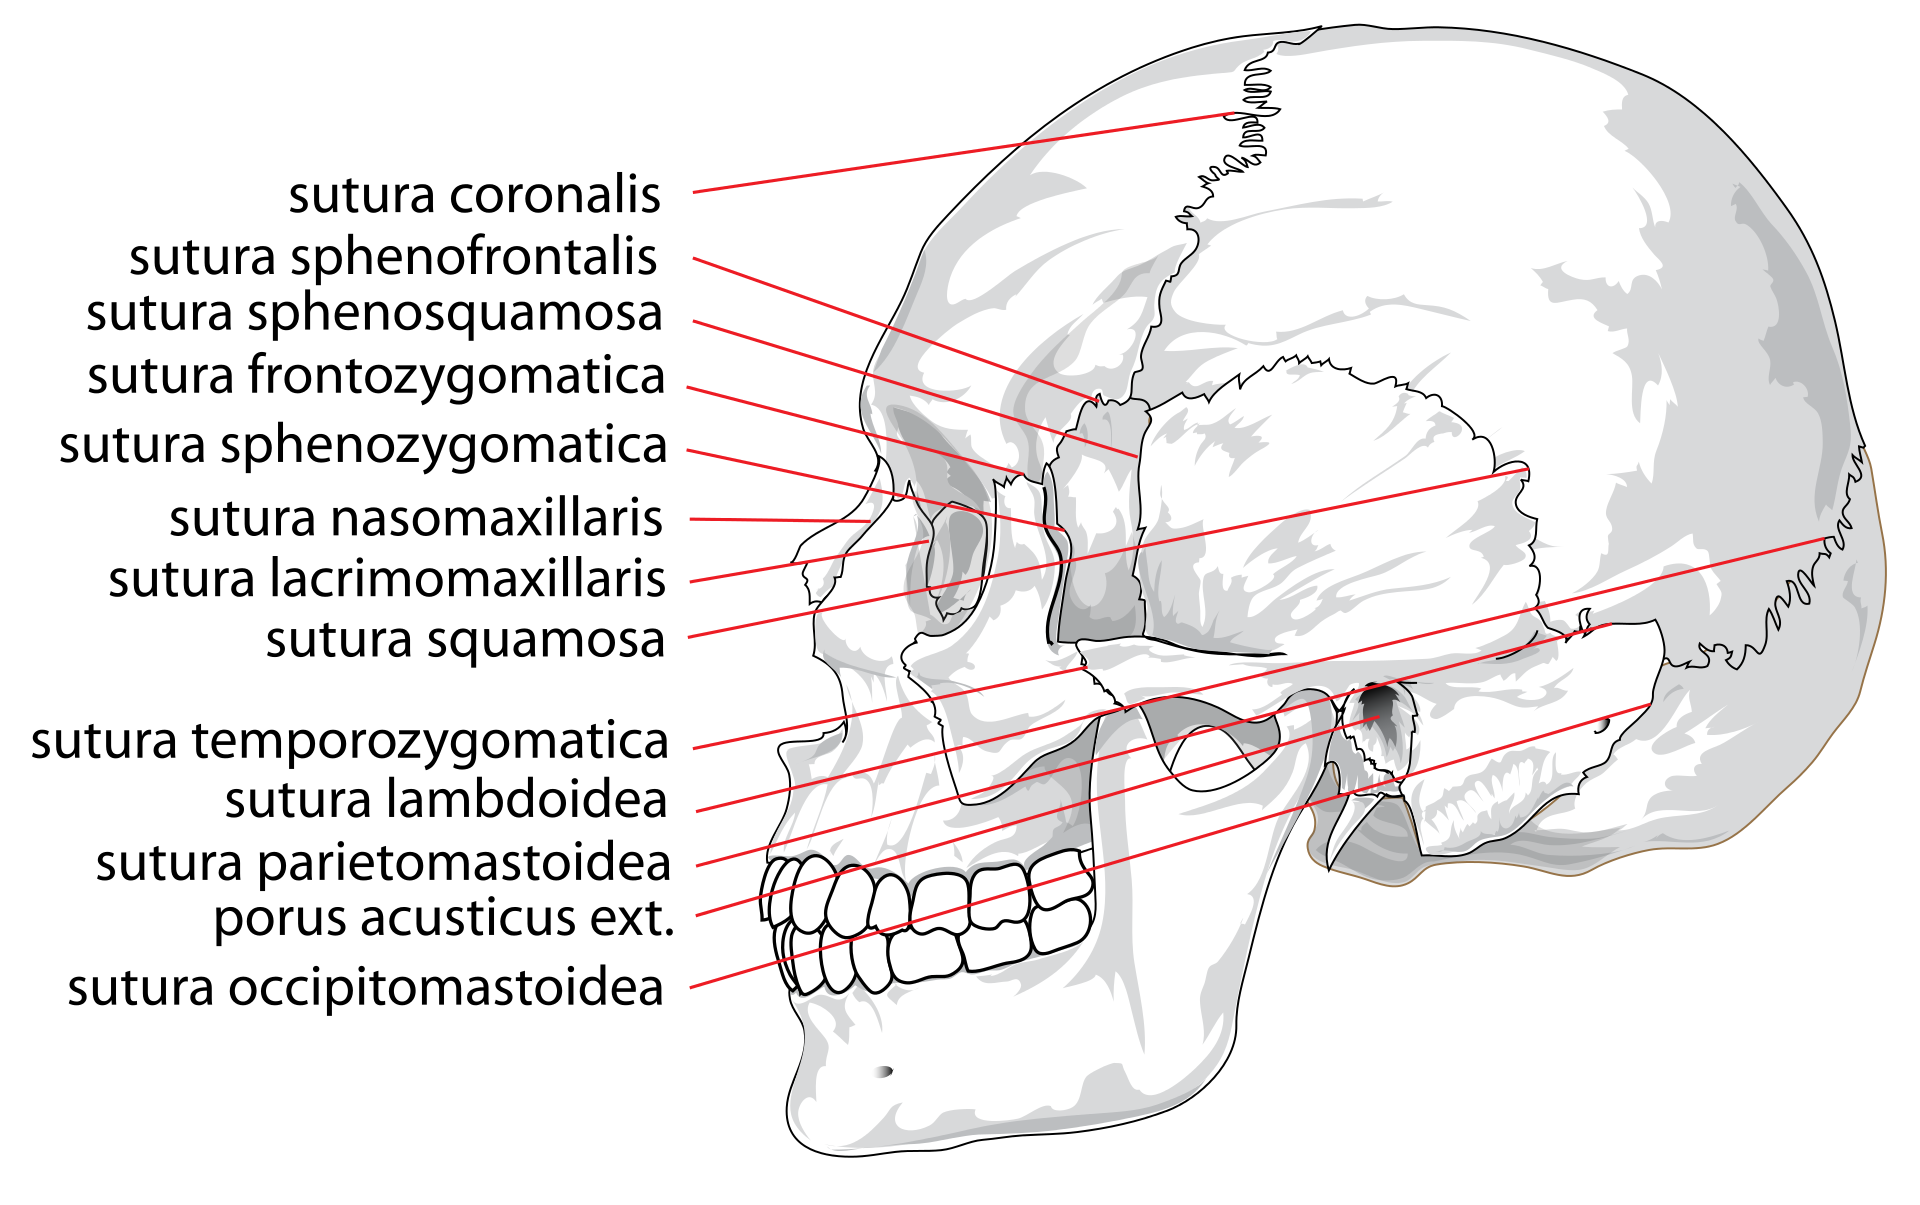 sutura coronalis
sutura sphenofrontalis
sutura sphenosquamosa
sutura frontozygomatica
sutura sphenozygomatica
sutura nasomaxillaris
sutura lacrimomaxillaris
sutura squamosa
sutura temporozygomatica
sutura lambdoidea
sutura parietomastoidea
porus acusticus ext.
sutura occipitomastoidea